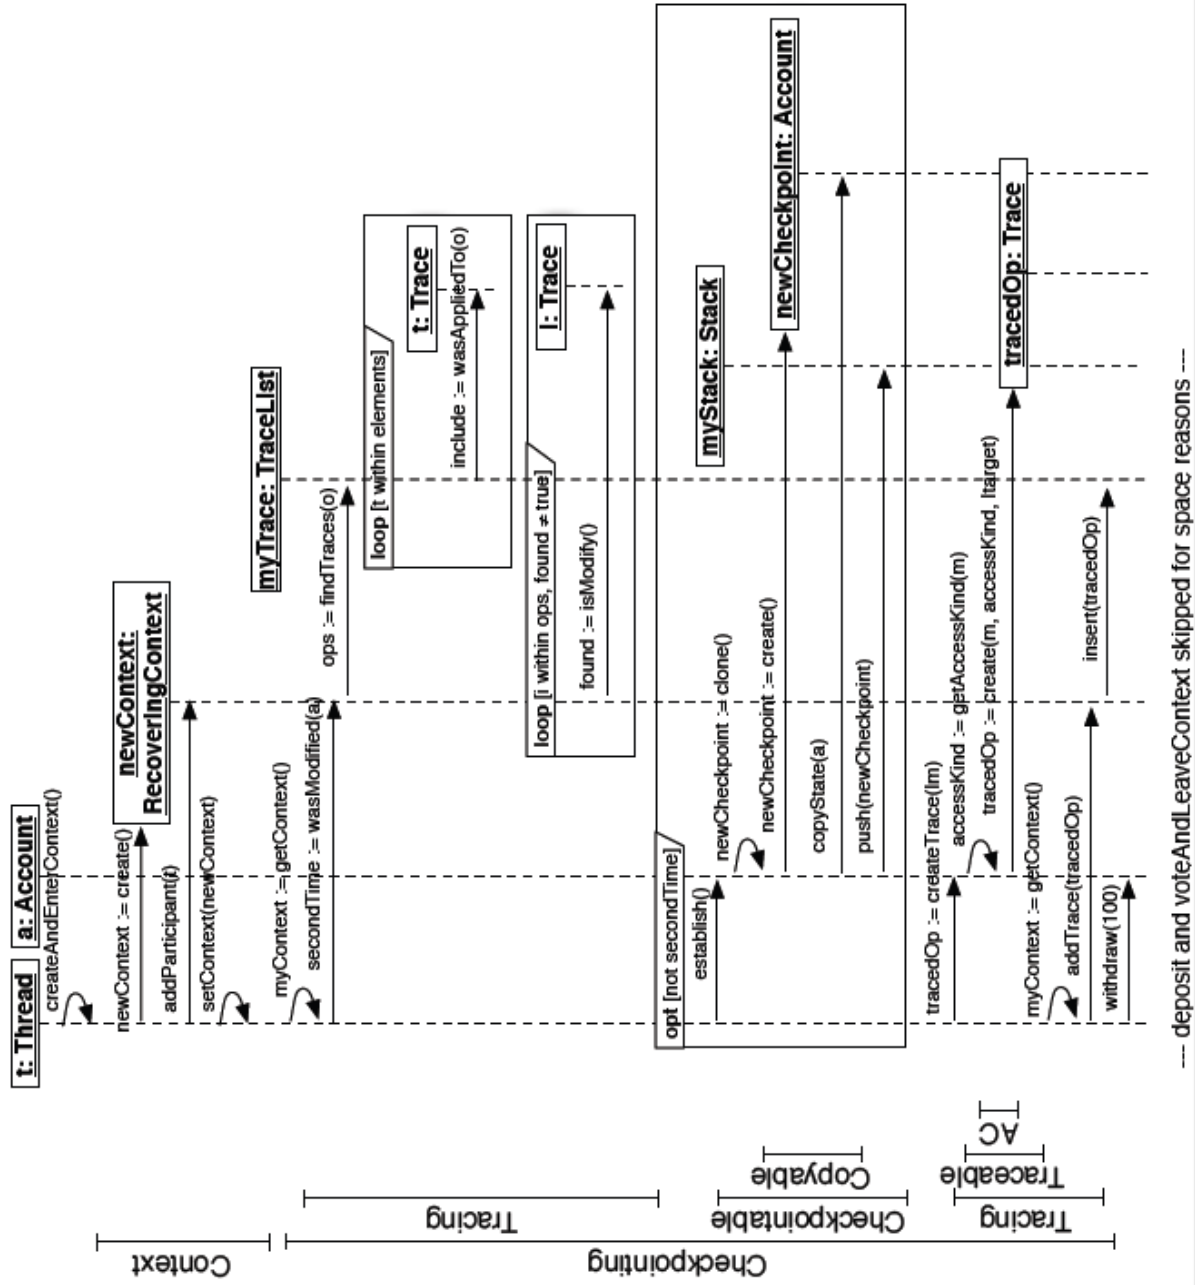 t: Thread
a: Account
createAndEnterContext()
newContext := create()
newContext:
RecoveringContext
addParticipant(t)
setContext(newContext)
myTrace: TraceList
myContext := getContext()
secondTime := wasModified(a)
ops := findTraces(o)
loop [t within elements]
t: Trace
include := wasAppliedTo(o)
loop [i within ops, found ≠ true]
l: Trace
found := isModify()
opt [not secondTime]
establish()
myStack: Stack
newCheckpoint := clone()
newCheckpoint := create()
newCheckpoint: Account
copyState(a)
push(newCheckpoint)
tracedOp := createTrace(lm)
accessKind := getAccessKind(m)
tracedOp := create(m, accessKind, ltarget)
tracedOp: Trace
myContext := getContext()
addTrace(tracedOp)
insert(tracedOp)
withdraw(100)
--- deposit and voteAndLeaveContext skipped for space reasons ---
Context
Checkpointing
Tracing
Checkpointable
Copyable
Tracing
Traceable
AC